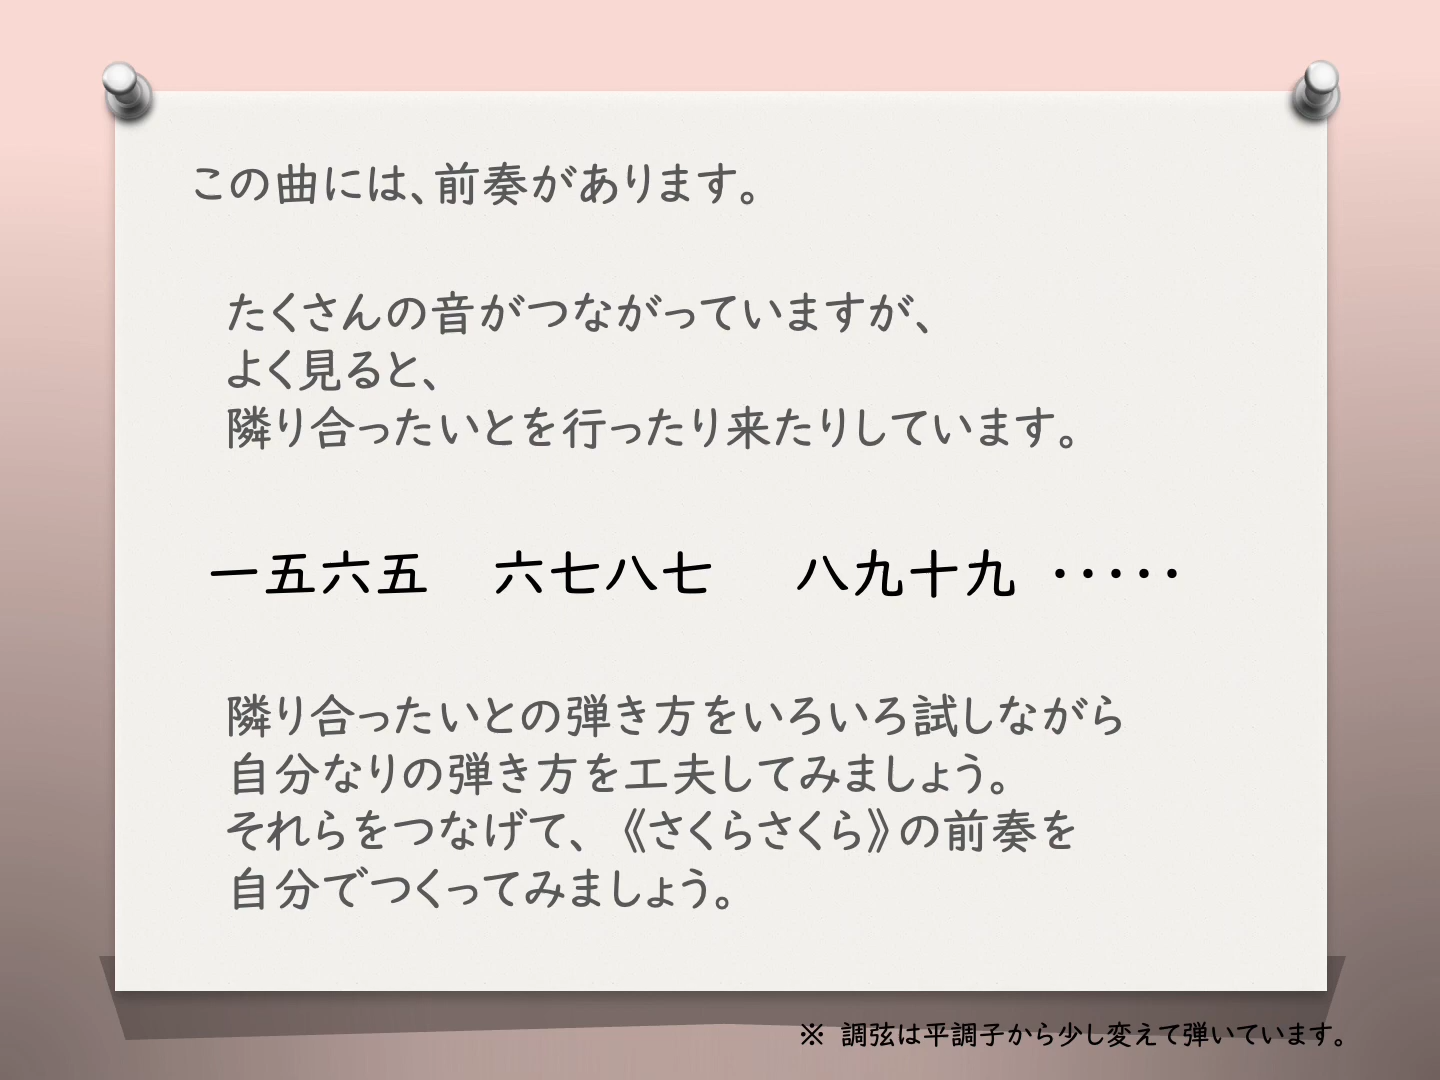 この曲には、前奏があります。
たくさんの音がつながっていますが、
よく見ると、
隣り合ったいとを行ったり来たりしています。
一五六五　六七八七　八九十九 ・・・・・
隣り合ったいとの弾き方をいろいろ試しながら
自分なりの弾き方を工夫してみましょう。
それらをつなげて、《さくらさくら》の前奏を
自分でつくってみましょう。
※ 調弦は平調子から少し変えて弾いています。